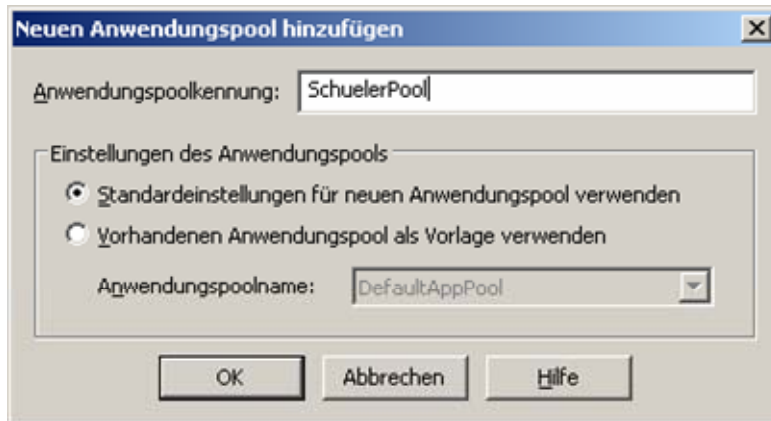 Neuen Anwendungspool hinzufügen
Anwendungspoolkennung: SchuelerPool
Einstellungen des Anwendungspools
Standardeinstellungen für neuen Anwendungspool verwenden
Vorhandenen Anwendungspool als Vorlage verwenden
Anwendungspoolname: DefaultAppPool
OK Abbrechen Hilfe